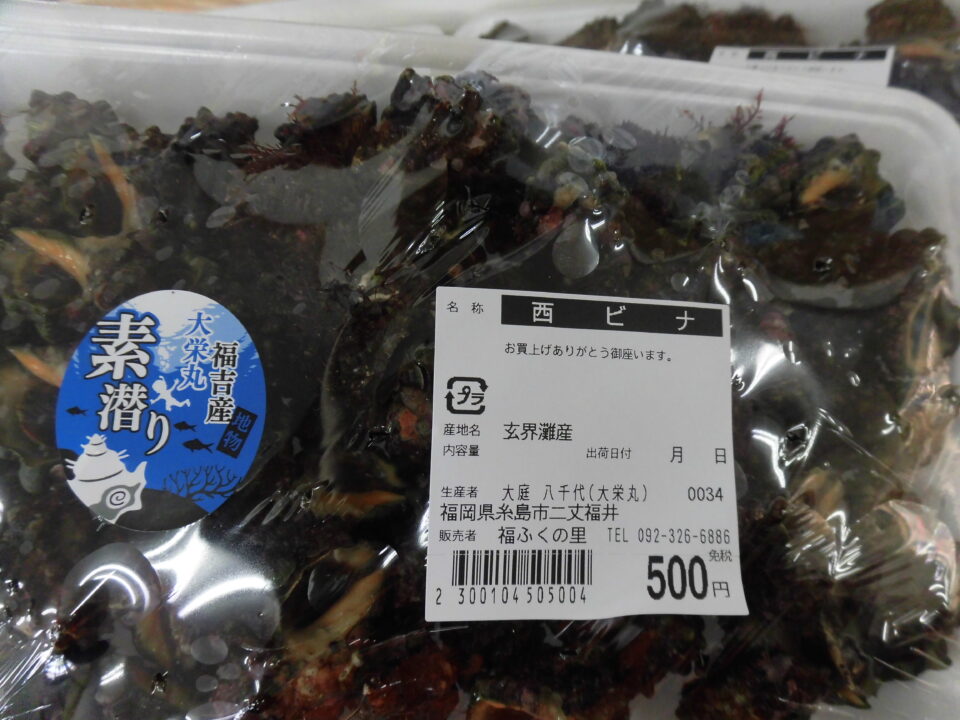 福吉産
大栄丸
地物
素潜り
名称 西ビナ
お買上げありがとう御座います。
プラ
産地名 玄界灘産
内容量 出荷日付 月 日
生産者 大庭 八千代(大栄丸) 0034
福岡県糸島市二丈福井
販売者 福ふくの里 TEL 092-326-6886
免税
500円
2 300104 505004